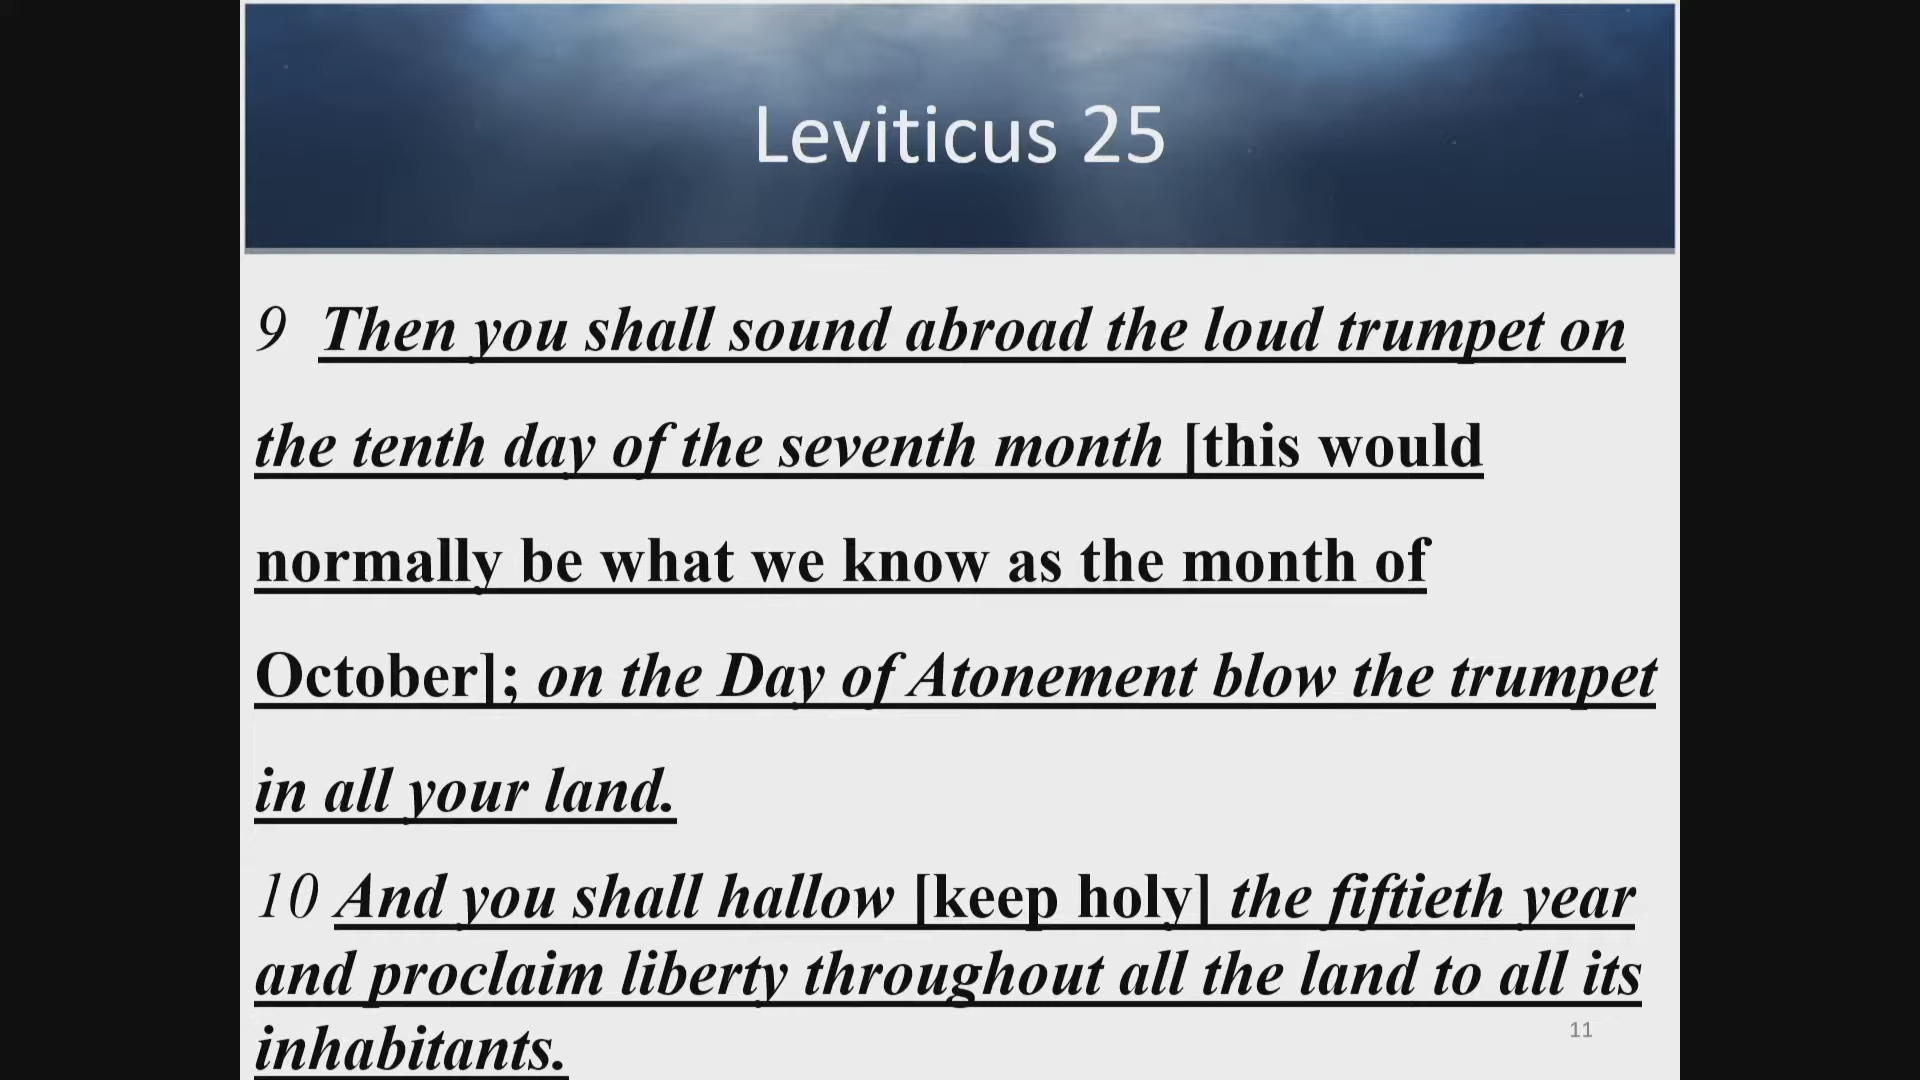 Leviticus 25
9 Then you shall sound abroad the loud trumpet on
the tenth day of the seventh month [this would
normally be what we know as the month of
October]; on the Day of Atonement blow the trumpet
in all your land.
10 And you shall hallow [keep holy] the fiftieth year
and proclaim liberty throughout all the land to all its
inhabitants.
11